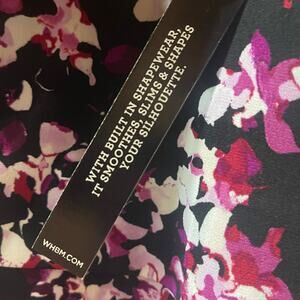 WITH BUILT IN SHAPEWEAR,
IT SMOOTHES, SLIMS & SHAPES
YOUR SILHOUETTE.
WHBM.COM